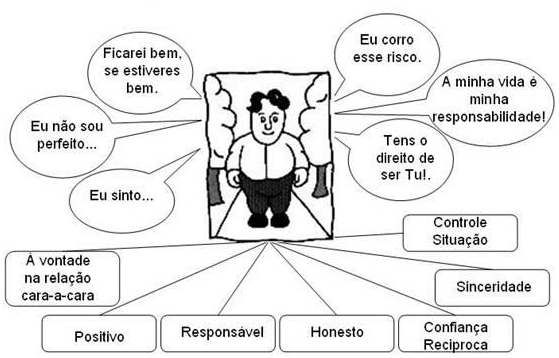 Ficarei bem,
se estiveres
bem.
Eu corro
esse risco.
A minha vida é
minha
responsabilidade!
Eu não sou
perfeito...
Tens o
direito de
ser Tu!.
Eu sinto...
Controle
Situação
À vontade
na relação
cara-a-cara
Sinceridade
Positivo
Responsável
Honesto
Confiança
Reciproca